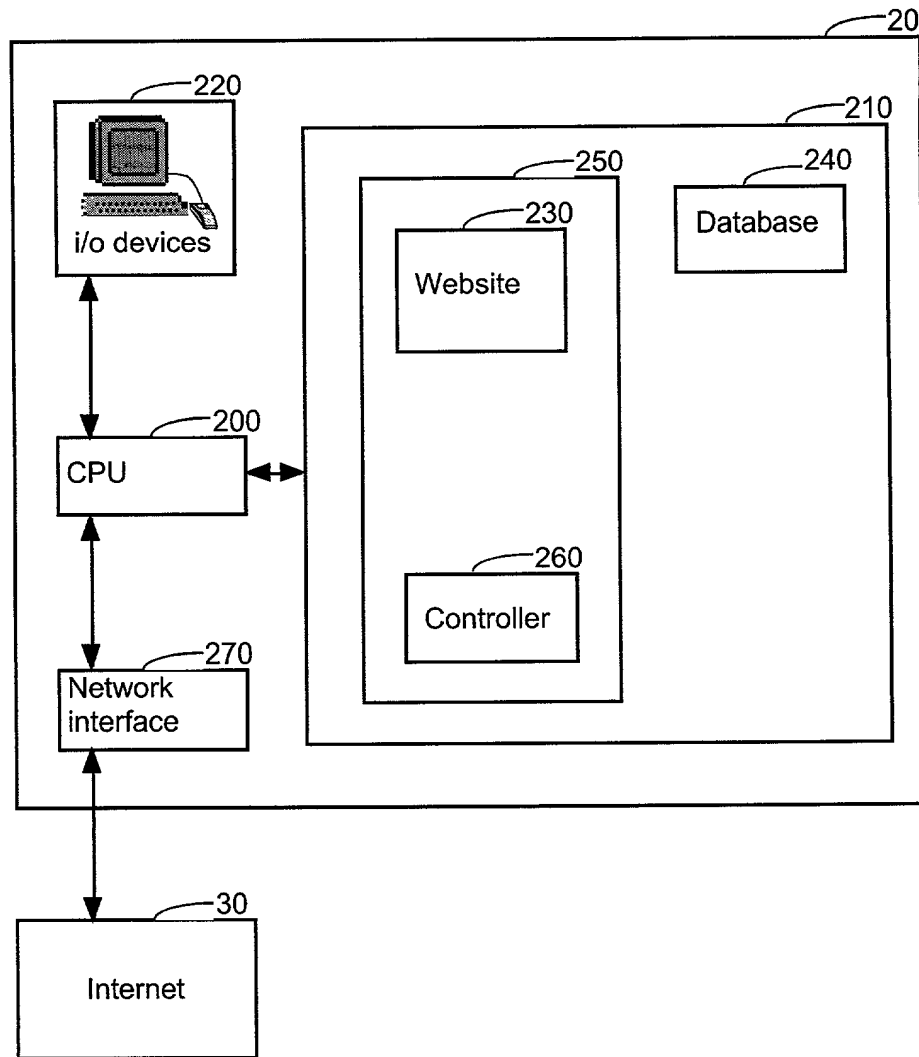 20
220
i/o devices
210
250
230
Website
240
Database
200
CPU
260
Controller
270
Network
interface
30
Internet